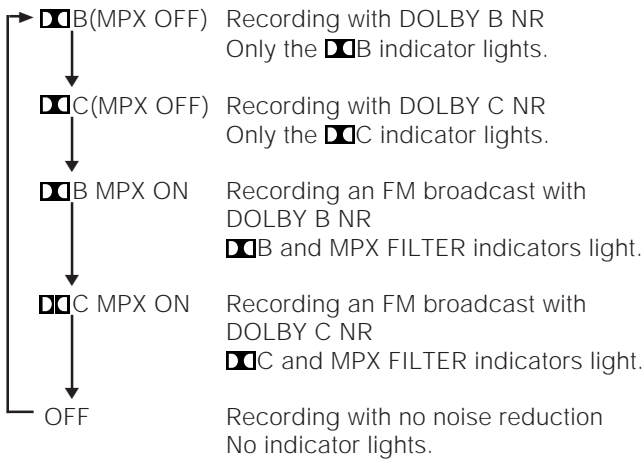 B(MPX OFF) Recording with DOLBY B NR
Only the B indicator lights.
C(MPX OFF) Recording with DOLBY C NR
Only the C indicator lights.
B MPX ON Recording an FM broadcast with
DOLBY B NR
B and MPX FILTER indicators light.
C MPX ON Recording an FM broadcast with
DOLBY C NR
C and MPX FILTER indicators light.
OFF Recording with no noise reduction
No indicator lights.